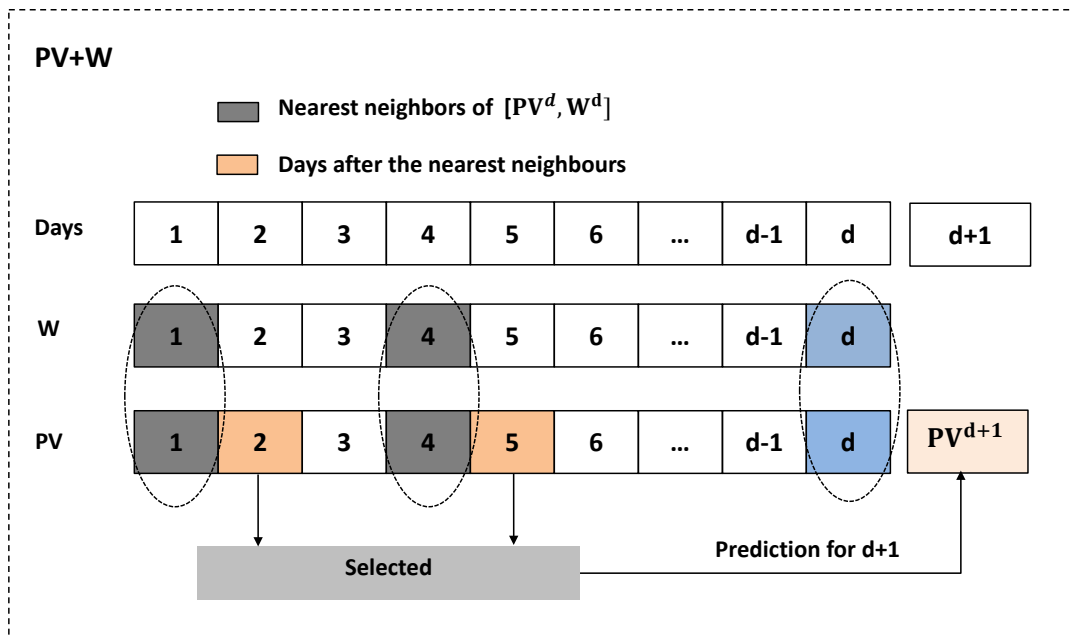 PV+W
Nearest neighbors of [PV^d, W^d]
Days after the nearest neighbours
Days 1 2 3 4 5 6 ... d-1 d d+1
W 1 2 3 4 5 6 ... d-1 d
PV 1 2 3 4 5 6 ... d-1 d PV^d+1
Prediction for d+1
Selected